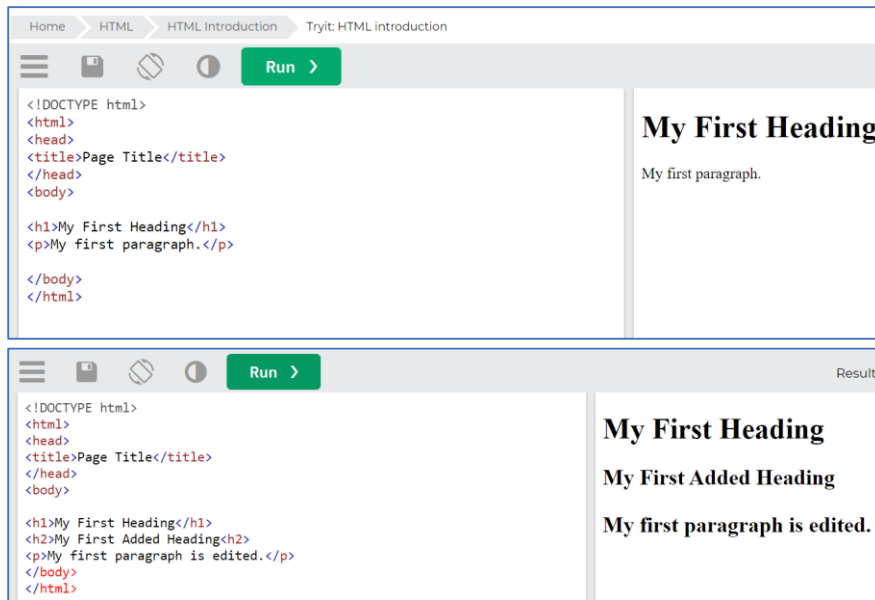 Home HTML HTML Introduction Tryit: HTML introduction
Run ❯
<!DOCTYPE html>
<html>
<head>
<title>Page Title</title>
</head>
<body>
<h1>My First Heading</h1>
<p>My first paragraph.</p>
</body>
</html>
My First Heading
My first paragraph.
Run ❯
Result
<!DOCTYPE html>
<html>
<head>
<title>Page Title</title>
</head>
<body>
<h1>My First Heading</h1>
<h2>My First Added Heading<h2>
<p>My first paragraph is edited.</p>
</body>
</html>
My First Heading
My First Added Heading
My first paragraph is edited.